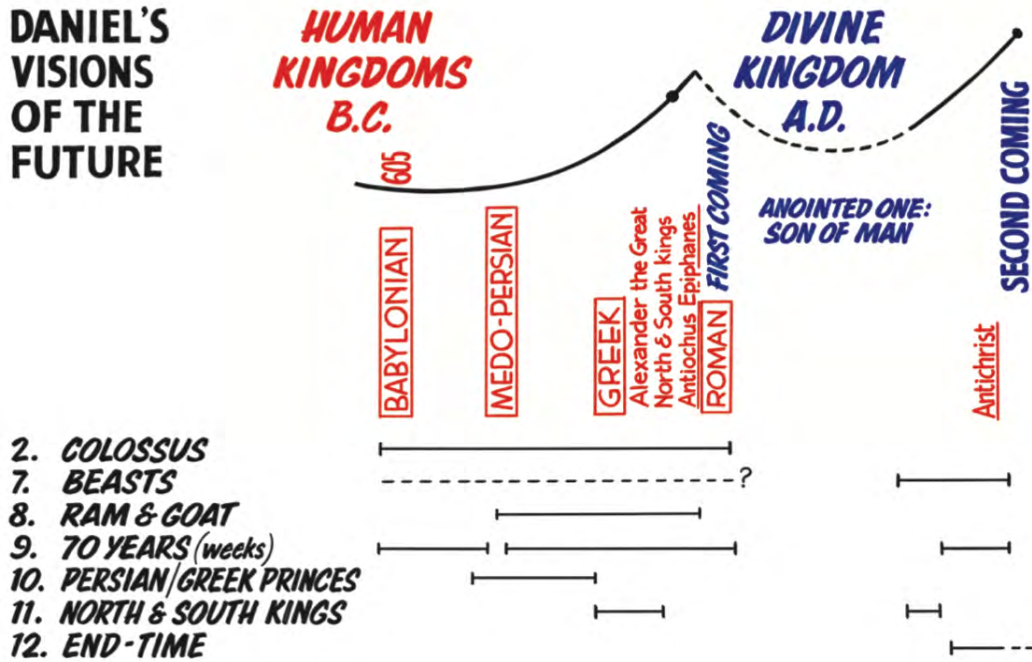 DANIEL'S
VISIONS
OF THE
FUTURE
HUMAN
KINGDOMS
B.C.
DIVINE
KINGDOM
A.D.
605
FIRST COMING
SECOND COMING
ANOINTED ONE:
SON OF MAN
BABYLONIAN
MEDO-PERSIAN
GREEK
Alexander the Great
North & South kings
Antiochus Epiphanes
ROMAN
Antichrist
2. COLOSSUS
7. BEASTS ?
8. RAM & GOAT
9. 70 YEARS (weeks)
10. PERSIAN/GREEK PRINCES
11. NORTH & SOUTH KINGS
12. END-TIME